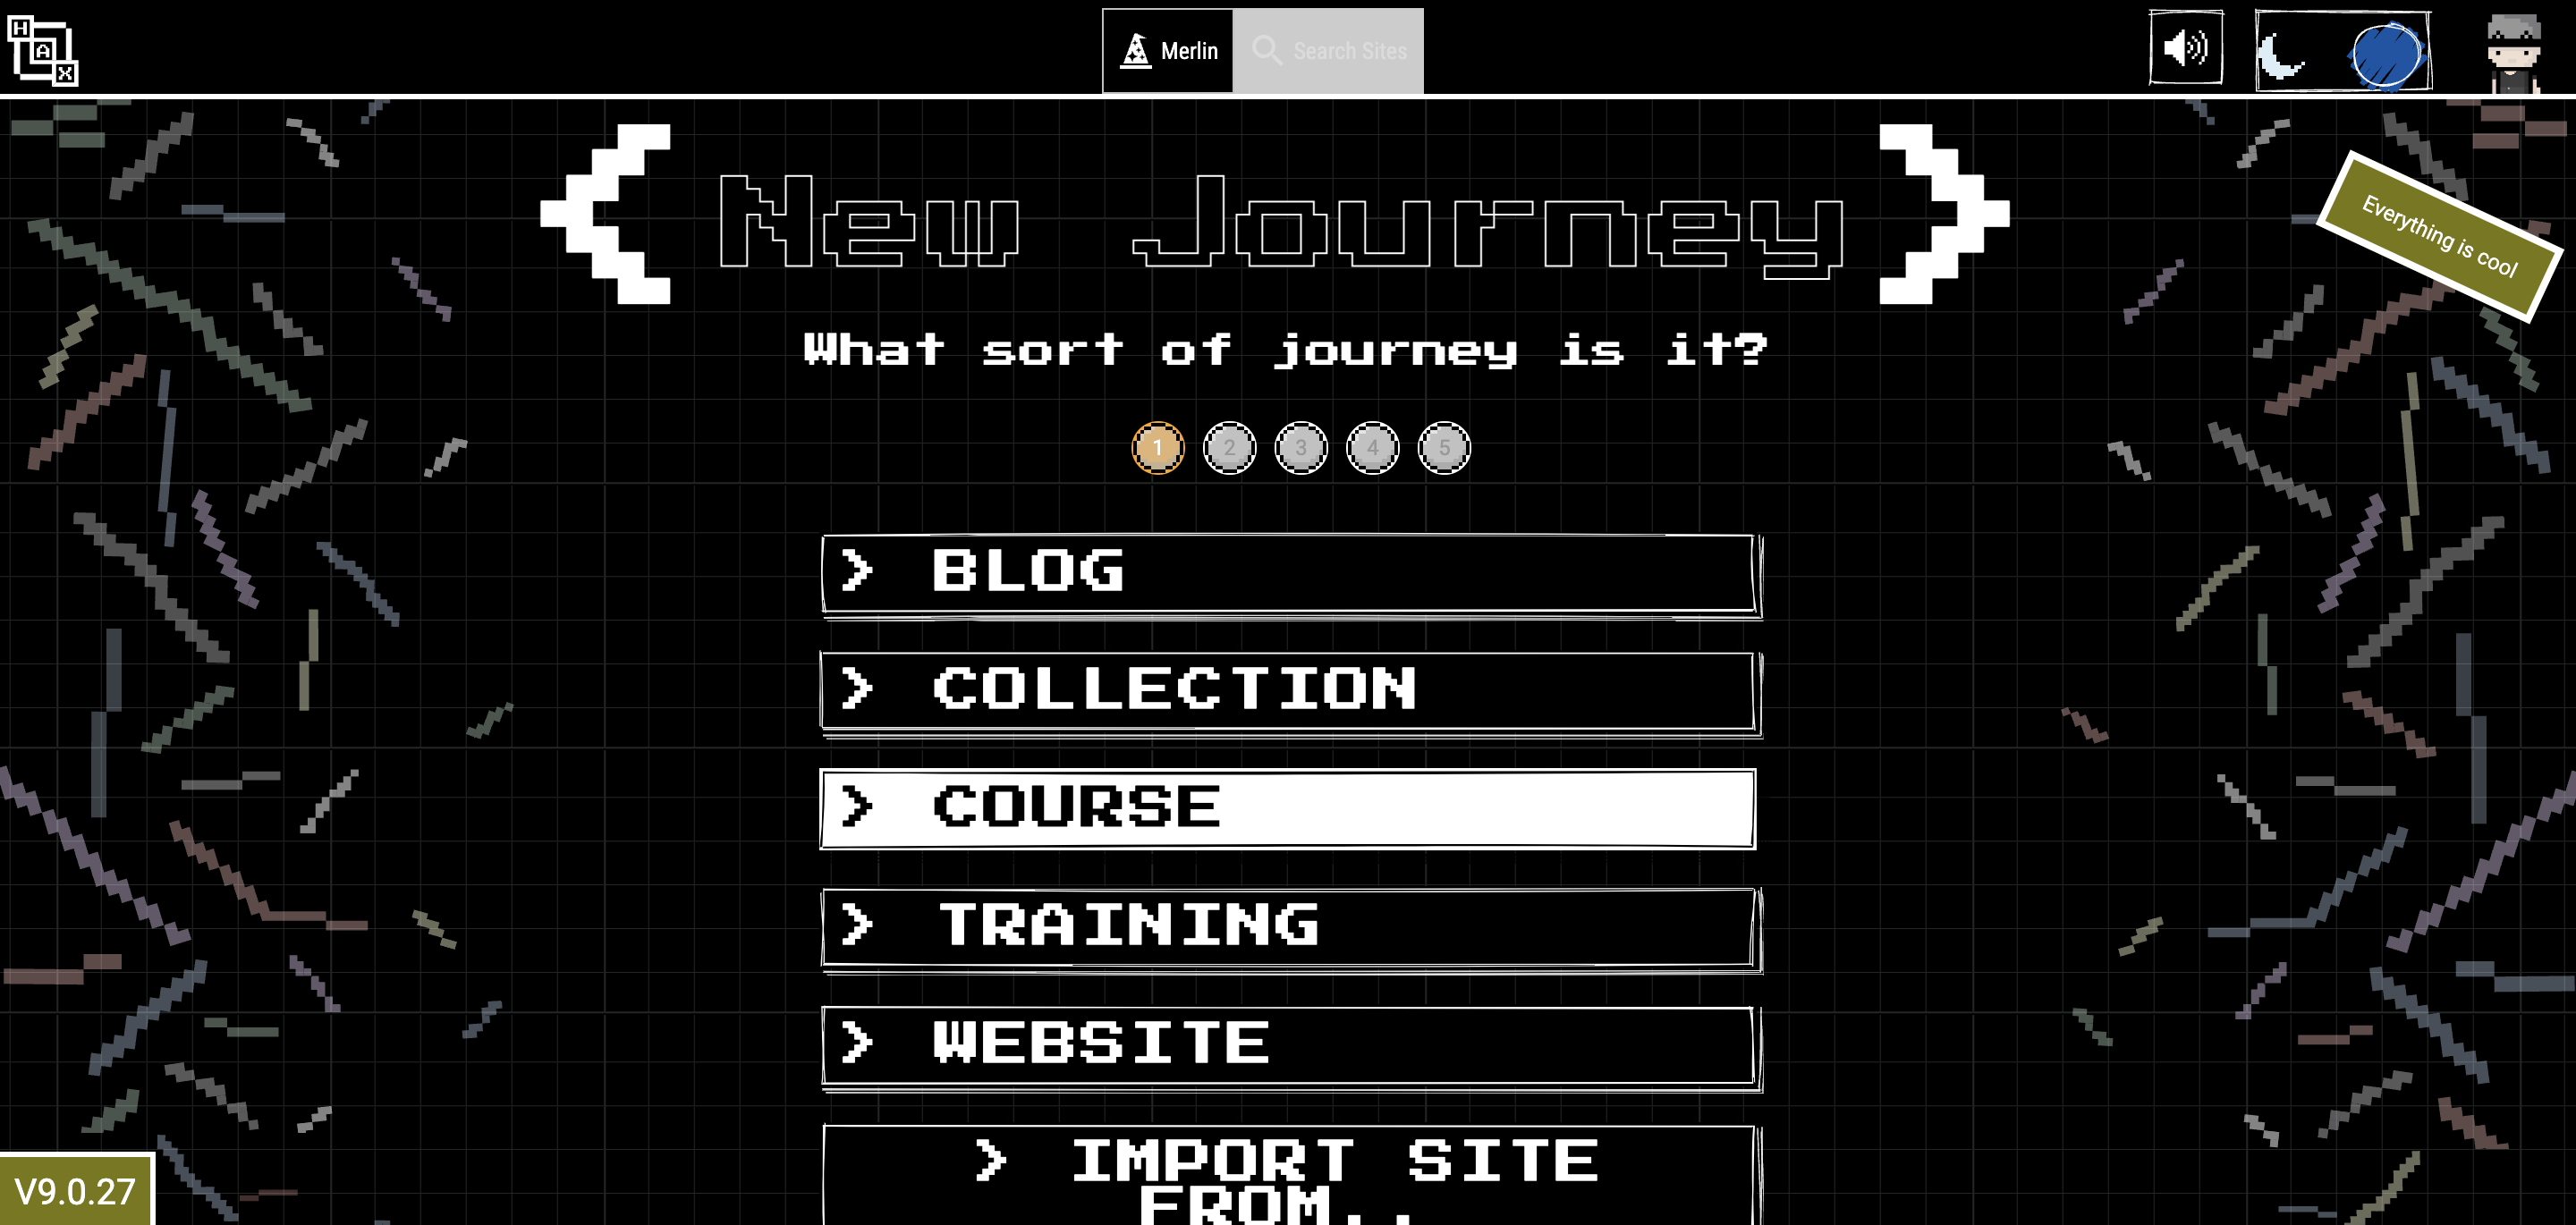 H
A
X
Merlin
Search Sites
New Journey
Everything is cool
What sort of journey is it?
1 2 3 4 5
> BLOG
> COLLECTION
> COURSE
> TRAINING
> WEBSITE
> IMPORT SITE
FROM..
V9.0.27